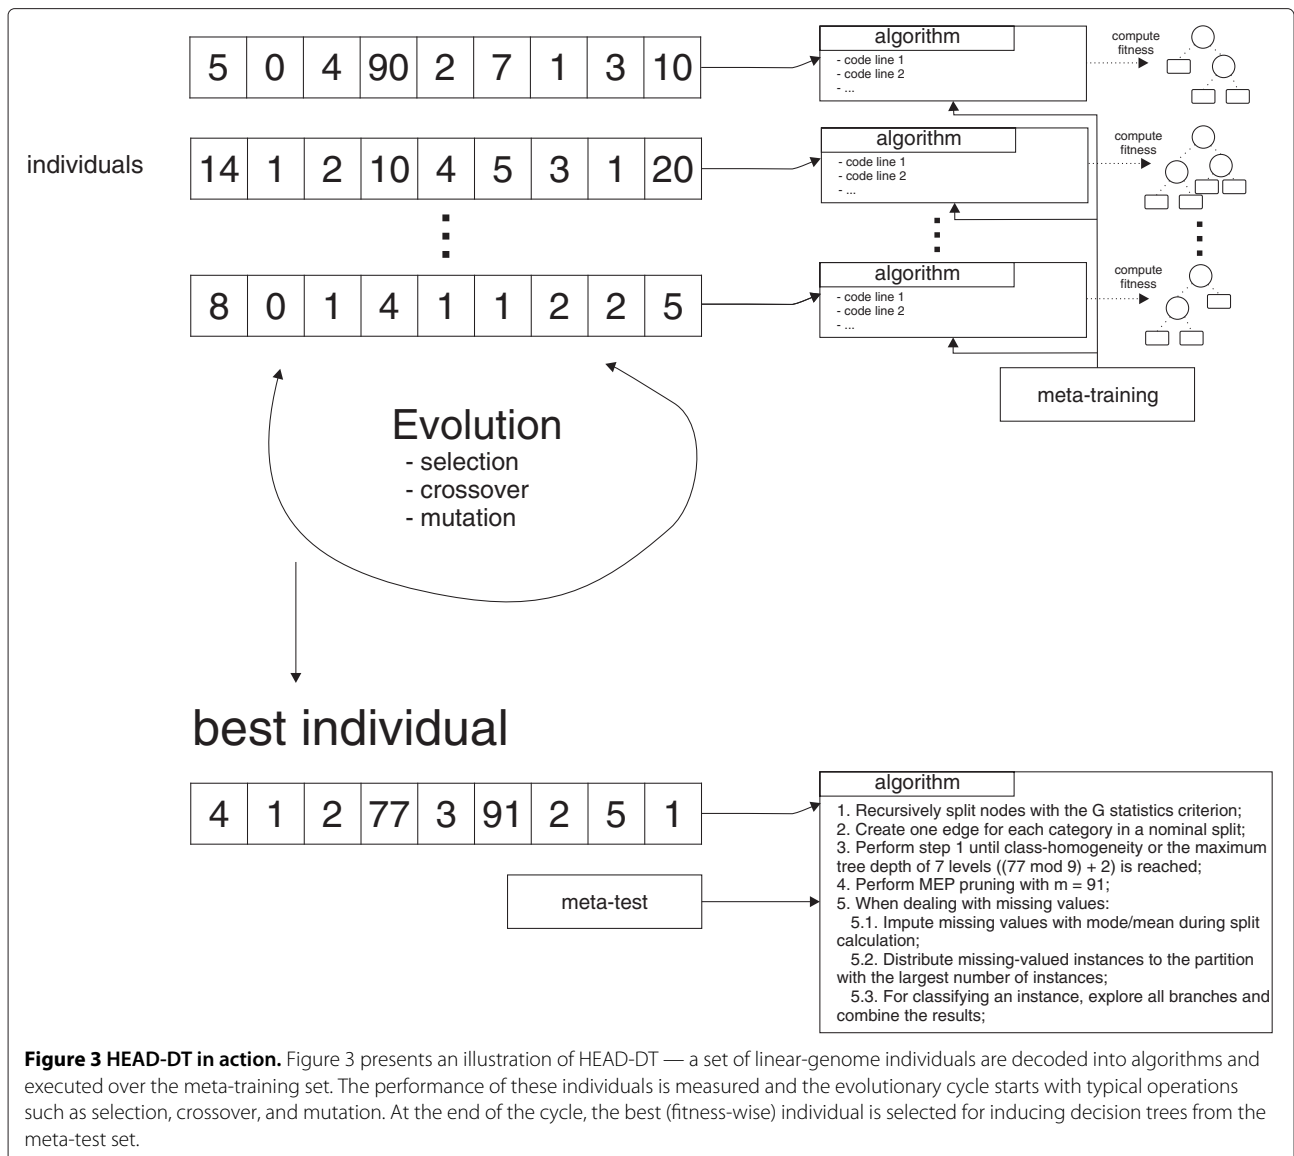 5 0 4 90 2 7 1 3 10
algorithm
- code line 1
- code line 2
- ...
compute
fitness
individuals
14 1 2 10 4 5 3 1 20
algorithm
- code line 1
- code line 2
- ...
compute
fitness
8 0 1 4 1 1 2 2 5
algorithm
- code line 1
- code line 2
- ...
compute
fitness
meta-training
Evolution
- selection
- crossover
- mutation
best individual
4 1 2 77 3 91 2 5 1
meta-test
algorithm
1. Recursively split nodes with the G statistics criterion;
2. Create one edge for each category in a nominal split;
3. Perform step 1 until class-homogeneity or the maximum
tree depth of 7 levels ((77 mod 9) + 2) is reached;
4. Perform MEP pruning with m = 91;
5. When dealing with missing values:
5.1. Impute missing values with mode/mean during split
calculation;
5.2. Distribute missing-valued instances to the partition
with the largest number of instances;
5.3. For classifying an instance, explore all branches and
combine the results;
Figure 3 HEAD-DT in action. Figure 3 presents an illustration of HEAD-DT — a set of linear-genome individuals are decoded into algorithms and
executed over the meta-training set. The performance of these individuals is measured and the evolutionary cycle starts with typical operations
such as selection, crossover, and mutation. At the end of the cycle, the best (fitness-wise) individual is selected for inducing decision trees from the
meta-test set.